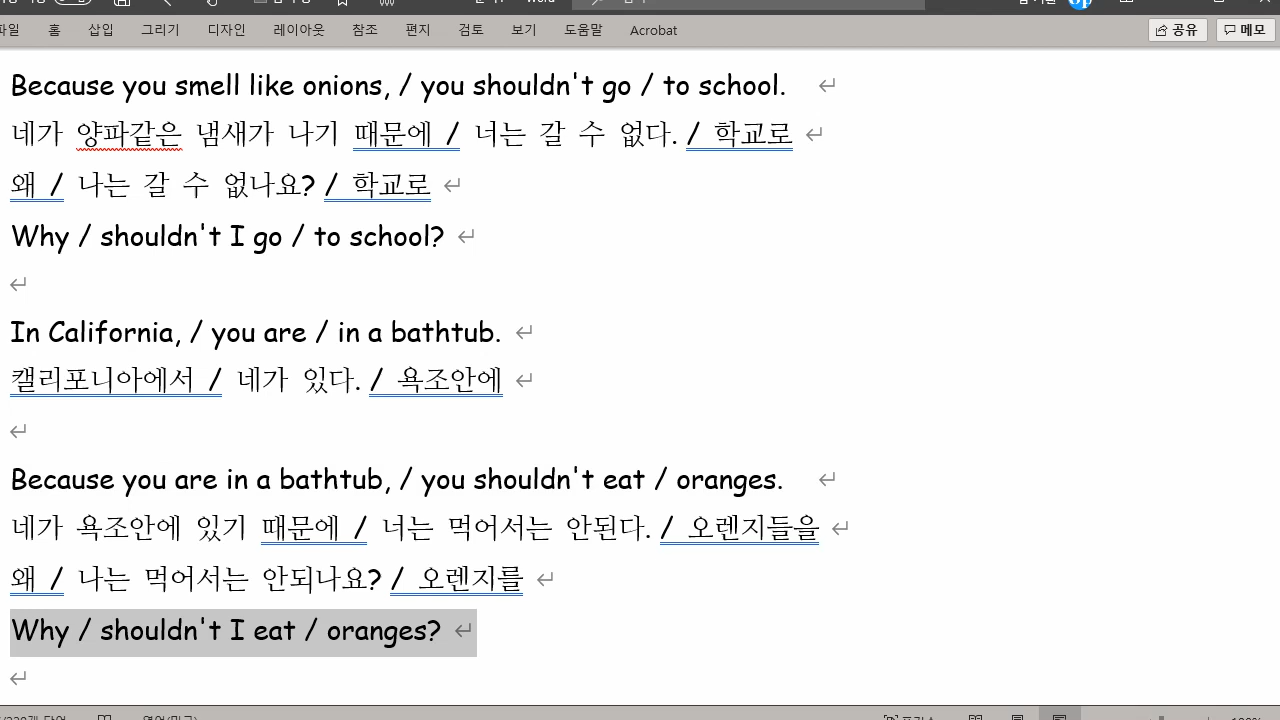 홈 삽입 그리기 디자인 레이아웃 참조 편지 검토 보기 도움말 Acrobat 공유 메모
Because you smell like onions, / you shouldn't go / to school.
네가 양파같은 냄새가 나기 때문에 / 너는 갈 수 없다. / 학교로
왜 / 나는 갈 수 없나요? / 학교로
Why / shouldn't I go / to school?
In California, / you are / in a bathtub.
캘리포니아에서 / 네가 있다. / 욕조안에
Because you are in a bathtub, / you shouldn't eat / oranges.
네가 욕조안에 있기 때문에 / 너는 먹어서는 안된다. / 오렌지들을
왜 / 나는 먹어서는 안되나요? / 오렌지를
Why / shouldn't I eat / oranges?